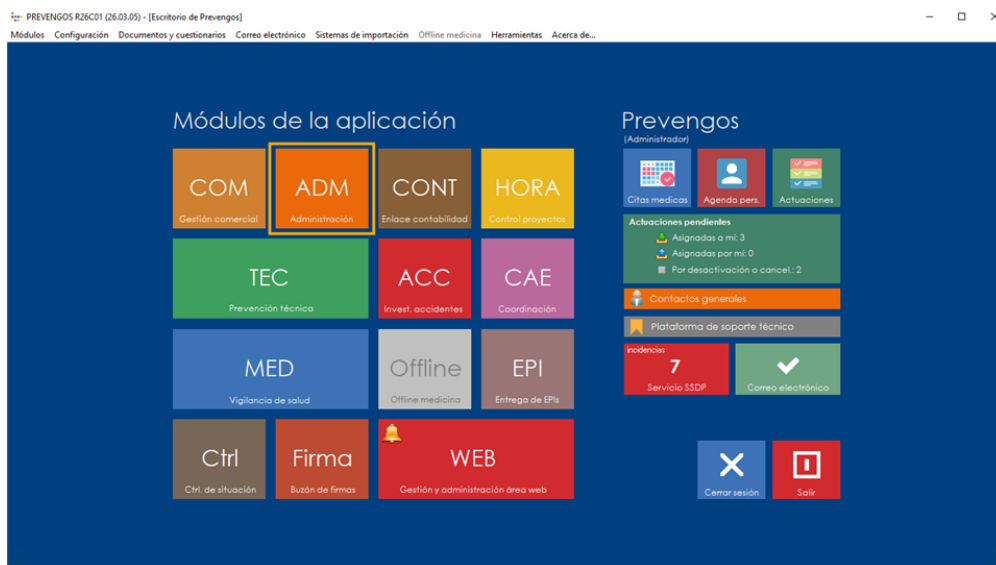 PREVENGOS R26C01 (26.03.05) - [Escritorio de Prevengos]
Módulos Configuración Documentos y cuestionarios Correo electrónico Sistemas de importación Offline medicina Herramientas Acerca de...
Módulos de la aplicación
COM
Gestión comercial
ADM
Administración
CONT
Enlace contabilidad
HORA
Control proyectos
TEC
Prevención técnica
ACC
Invest. accidentes
CAE
Coordinación
MED
Vigilancia de salud
Offline
Offline medicina
EPI
Entrega de EPIs
Ctrl
Ctrl. de situación
Firma
Buzón de firmas
WEB
Gestión y administración área web
Prevengos
(Administrador)
Citas medicas
Agenda pers.
Actuaciones
Actuaciones pendientes
Asignadas a mí: 3
Asignadas por mí: 0
Por desactivación o cancel.: 2
Contactos generales
Plataforma de soporte técnico
incidencias
7
Servicio SSDP
Correo electrónico
Cerrar sesión
Salir